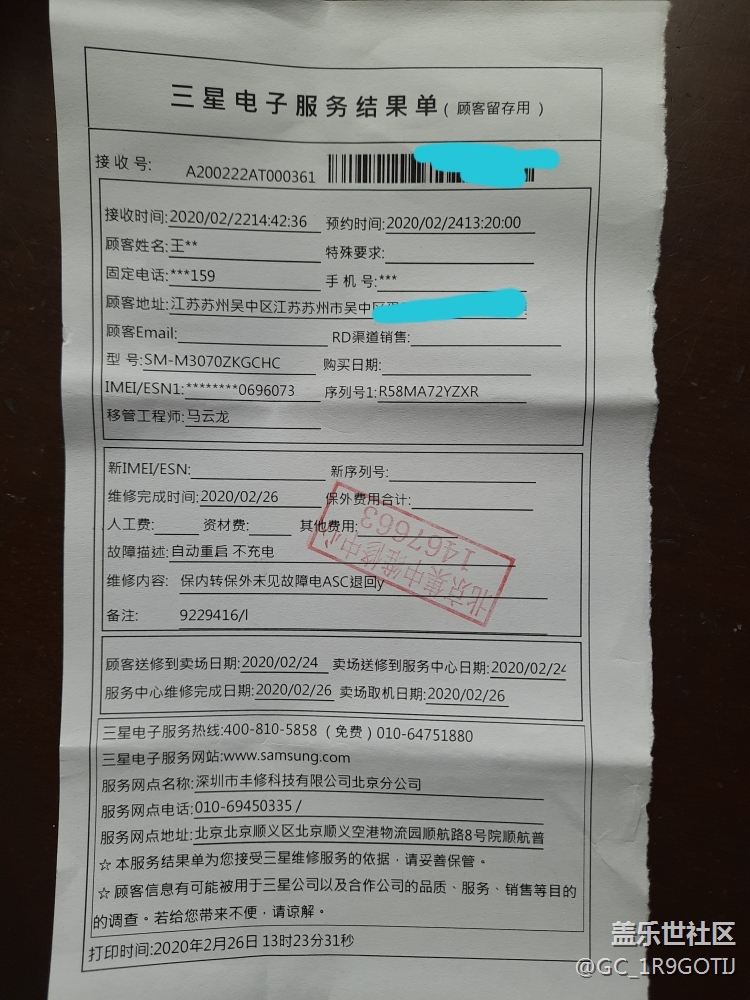 三星电子服务结果单(顾客留存用)
接收号: A200222AT000361
接收时间:2020/02/2214:42:36 预约时间:2020/02/2413:20:00
顾客姓名:王** 特殊要求:
固定电话:***159 手机号:***
顾客地址:江苏苏州吴中区江苏苏州市吴中
顾客Email: RD渠道销售:
型号:SM-M3070ZKGCHC 购买日期:
IMEI/ESN1:********0696073 序列号1:R58MA72YZXR
移管工程师:马云龙
新IMEI/ESN: 新序列号:
维修完成时间:2020/02/26 保外费用合计:
人工费: 资材费: 其他费用:
故障描述:自动重启 不充电
维修内容: 保内转保外未见故障电ASC退回y
备注: 9229416/l
北京集中维修中心
1467663
顾客送修到卖场日期:2020/02/24 卖场送修到服务中心日期:2020/02/24
服务中心维修完成日期:2020/02/26 卖场取机日期:2020/02/26
三星电子服务热线:400-810-5858（免费）010-64751880
三星电子服务网站:www.samsung.com
服务网点名称:深圳市丰修科技有限公司北京分公司
服务网点电话:010-69450335 /
服务网点地址:北京北京顺义区北京顺义空港物流园顺航路8号院顺航普
☆ 本服务结果单为您接受三星维修服务的依据，请妥善保管。
☆ 顾客信息有可能被用于三星公司以及合作公司的品质、服务、销售等目的
的调查。若给您带来不便，请谅解。
打印时间:2020年2月26日 13时23分31秒
盖乐世社区
@GC_1R9GOTIJ